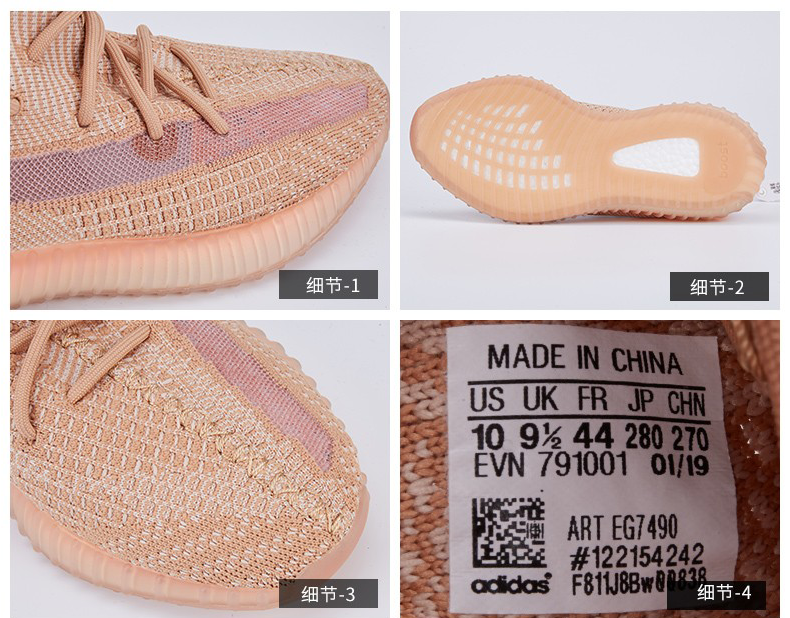 细节-1
细节-2
细节-3
MADE IN CHINA
US UK FR JP CHN
10 9½ 44 280 270
EVN 791001 01/19
ART EG7490
#122154242
adidas
F811J8Bw00838
细节-4